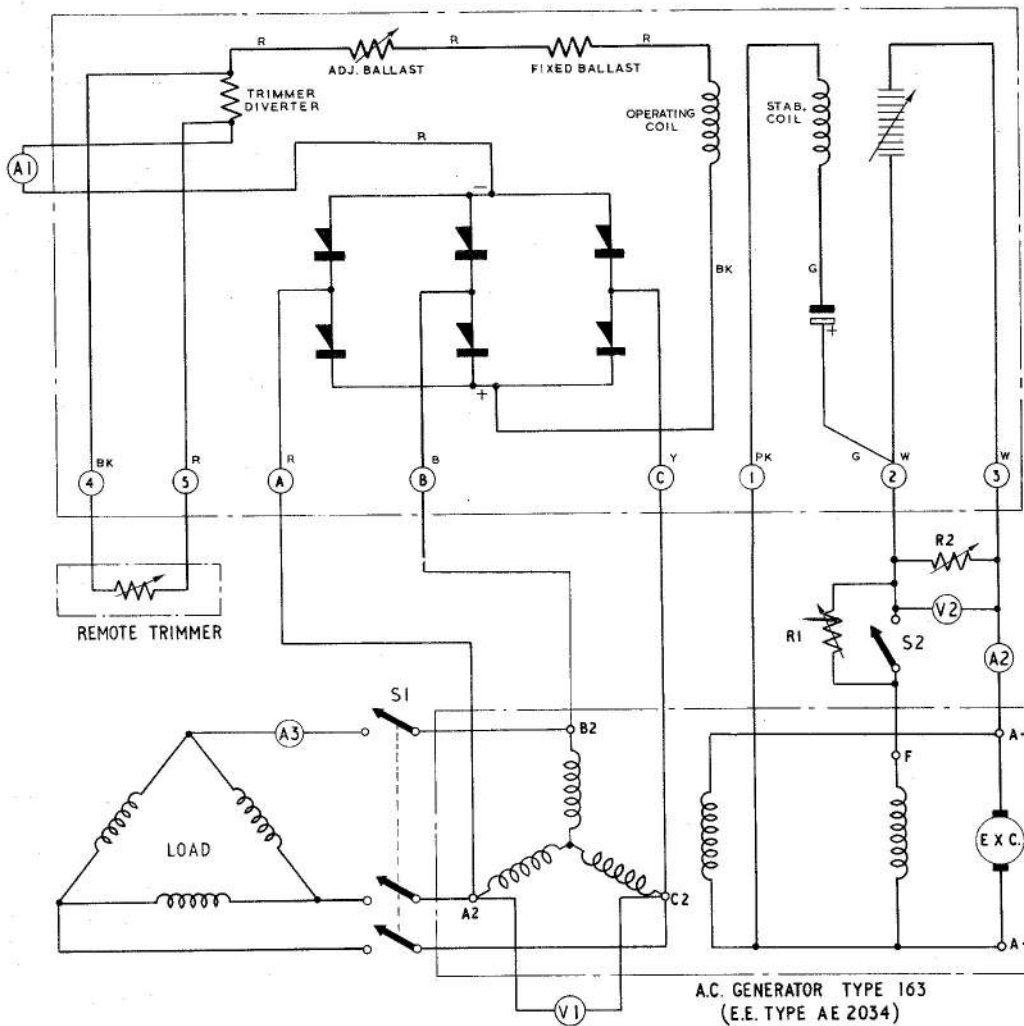 R R R
ADJ. BALLAST FIXED BALLAST
TRIMMER
DIVERTER
OPERATING
COIL
STAB.
COIL
A1
R
−
BK
G
+
+
BK R R B Y PK G W W
4 5 A B C 1 2 3
R2
REMOTE TRIMMER
R1 S2 V2
A2
S1
A3
B2
A-
F
LOAD
EXC.
A2 C2
A-
V1
A.C. GENERATOR TYPE 163
(E.E. TYPE AE 2034)